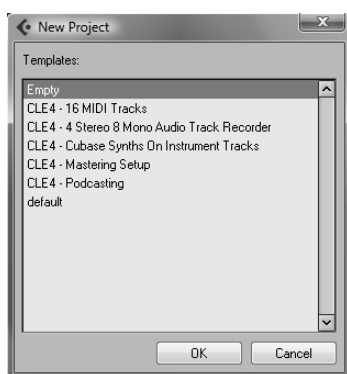 New Project
Templates:
Empty
CLE4 - 16 MIDI Tracks
CLE4 - 4 Stereo 8 Mono Audio Track Recorder
CLE4 - Cubase Synths On Instrument Tracks
CLE4 - Mastering Setup
CLE4 - Podcasting
default
OK Cancel